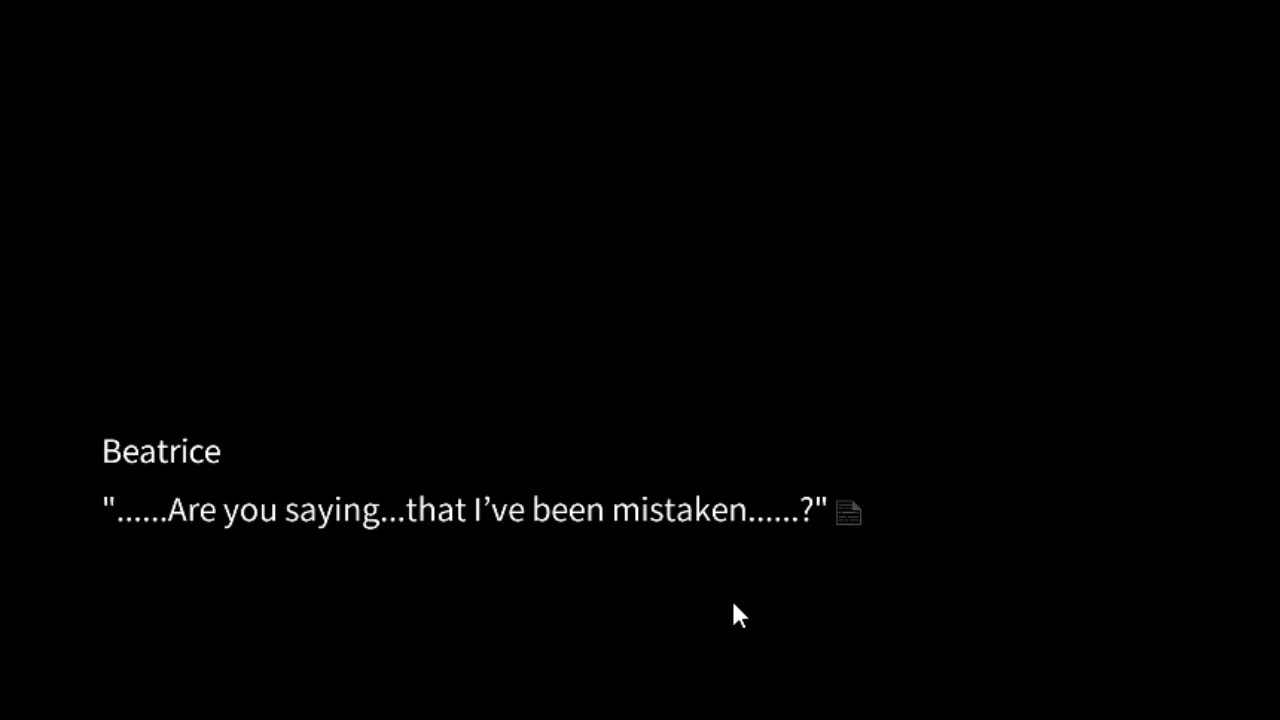 Beatrice
"......Are you saying...that I’ve been mistaken......?"